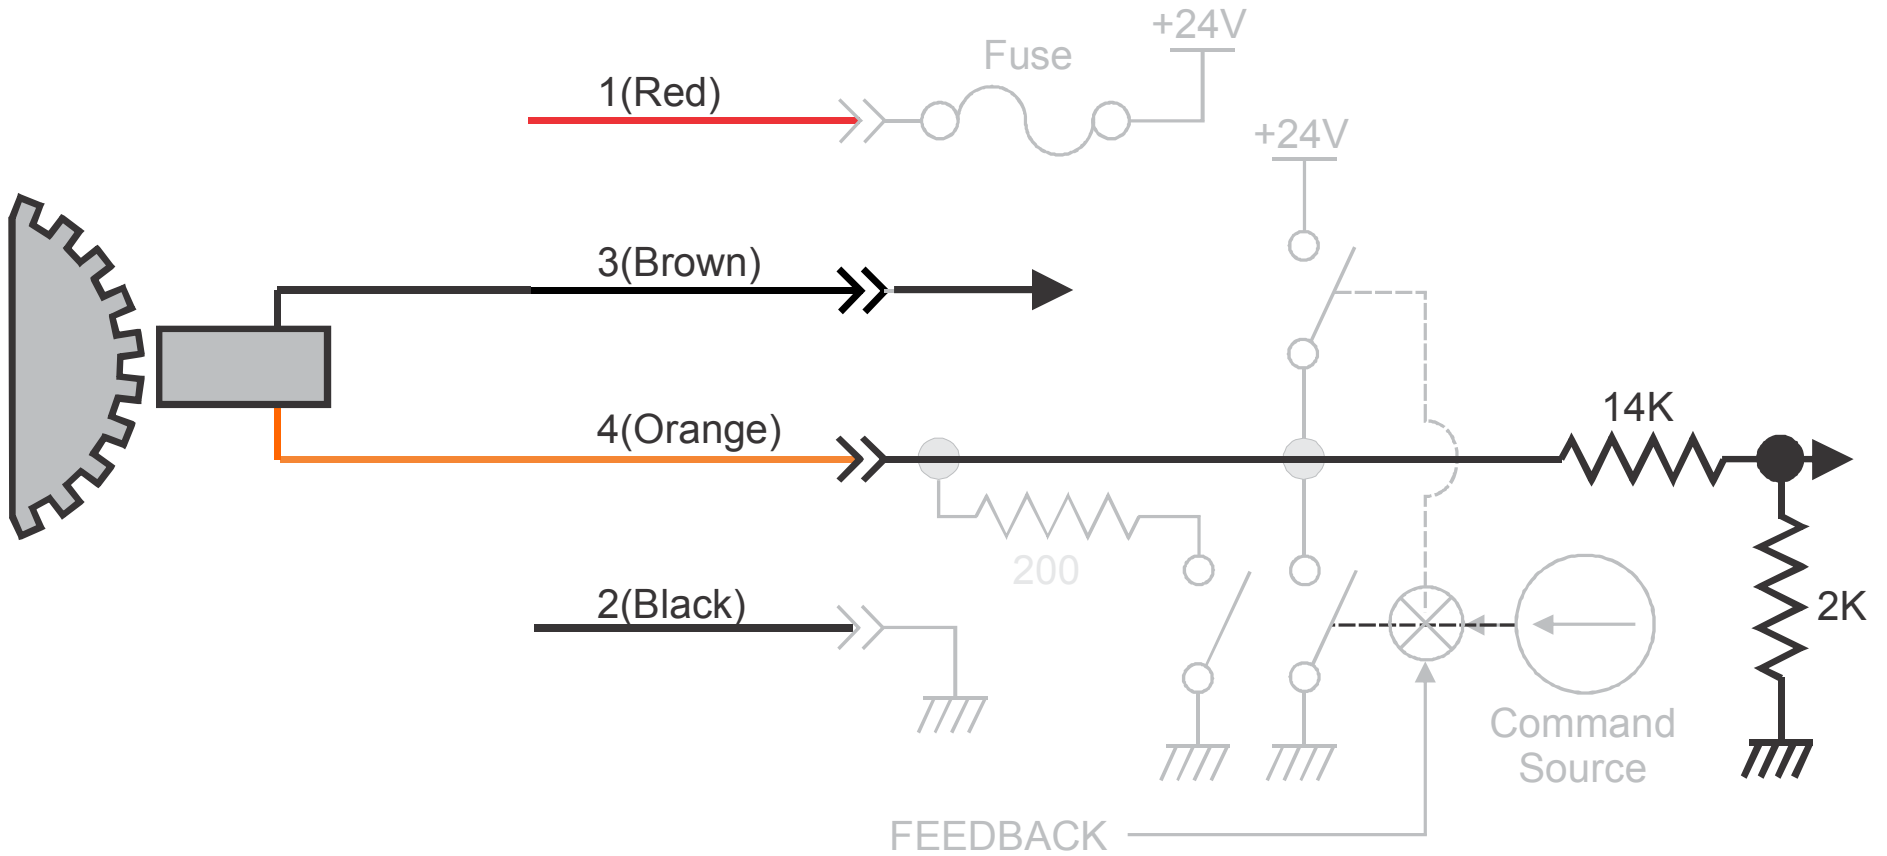 +24V
Fuse
1(Red)
+24V
3(Brown)
14K
4(Orange)
200
2(Black)
2K
Command
Source
FEEDBACK